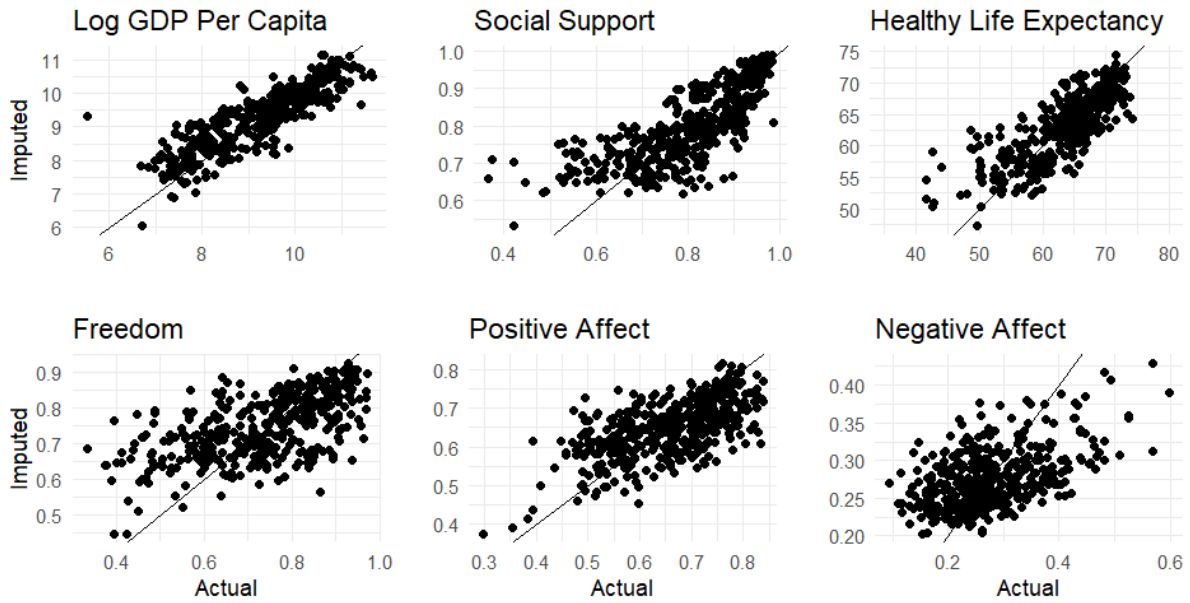 Log GDP Per Capita
Social Support
Healthy Life Expectancy
Imputed
11
10
9
8
7
6
6 8 10
1.0
0.9
0.8
0.7
0.6
0.4 0.6 0.8 1.0
75
70
65
60
55
50
40 50 60 70 80
Freedom
Positive Affect
Negative Affect
Imputed
0.9
0.8
0.7
0.6
0.5
0.4 0.6 0.8 1.0
Actual
0.8
0.7
0.6
0.5
0.4
0.3 0.4 0.5 0.6 0.7 0.8
Actual
0.40
0.35
0.30
0.25
0.20
0.2 0.4 0.6
Actual